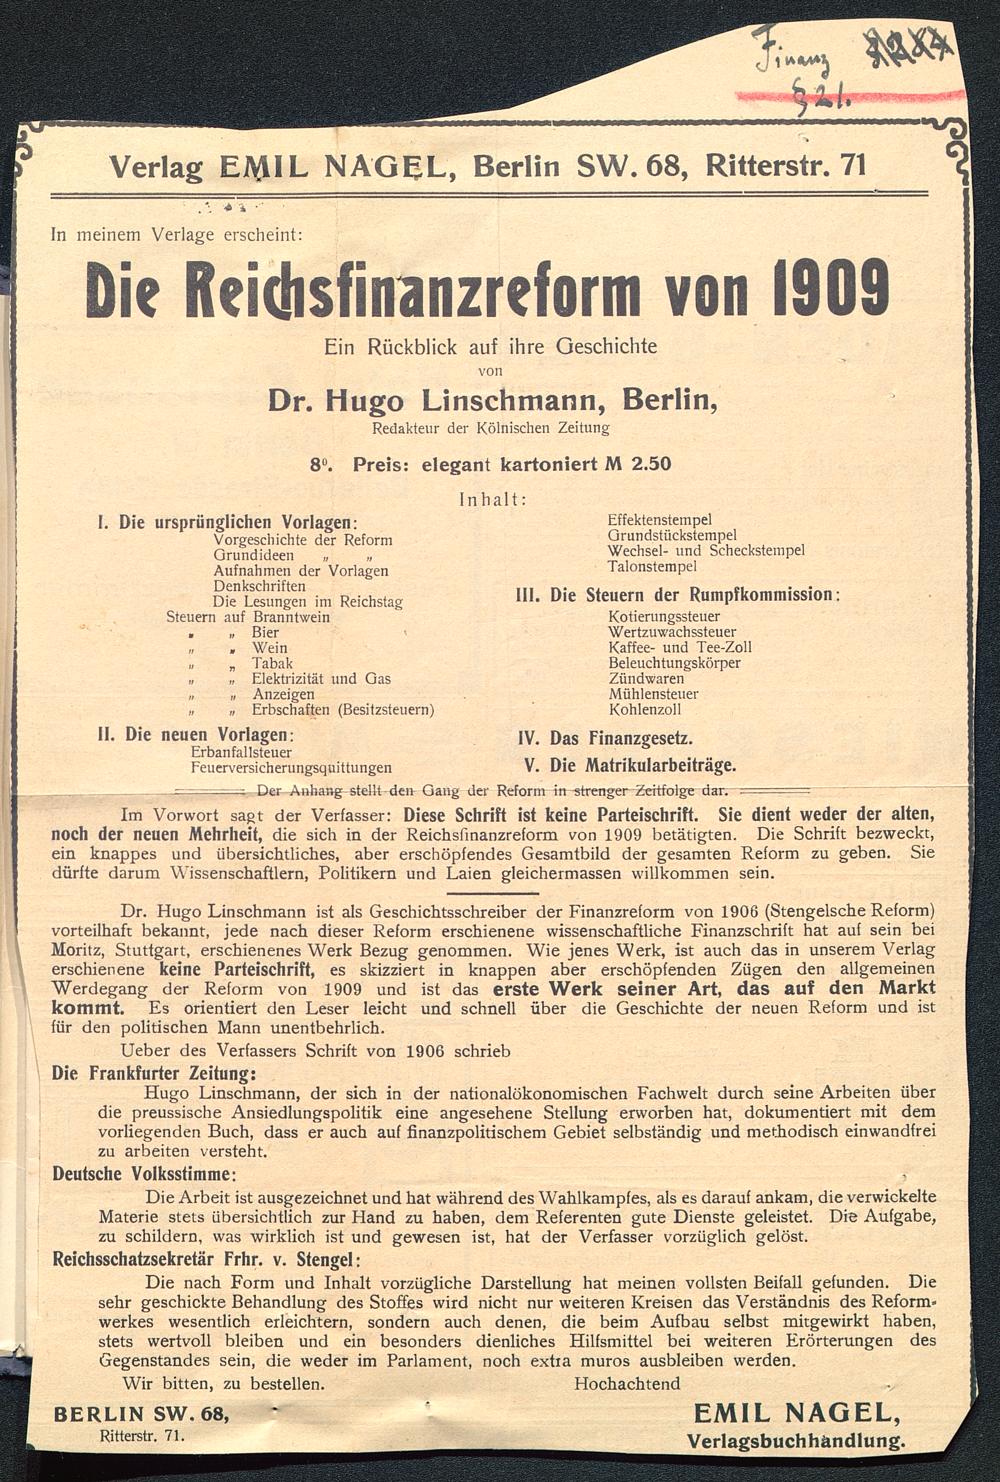 Finanz
§ 21.
Verlag EMIL NAGEL, Berlin SW. 68, Ritterstr. 71
In meinem Verlage erscheint:
Die Reichsfinanzreform von 1909
Ein Rückblick auf ihre Geschichte
von
Dr. Hugo Linschmann, Berlin,
Redakteur der Kölnischen Zeitung
8⁰. Preis: elegant kartoniert M 2.50
Inhalt:
I. Die ursprünglichen Vorlagen:
Vorgeschichte der Reform
Grundideen „ „
Aufnahmen der Vorlagen
Denkschriften
Die Lesungen im Reichstag
Steuern auf Branntwein
„ „ Bier
„ „ Wein
„ „ Tabak
„ „ Elektrizität und Gas
„ „ Anzeigen
„ „ Erbschaften (Besitzsteuern)
II. Die neuen Vorlagen:
Erbanfallsteuer
Feuerversicherungsquittungen
Effektenstempel
Grundstückstempel
Wechsel- und Scheckstempel
Talonstempel
III. Die Steuern der Rumpfkommission:
Kotierungssteuer
Wertzuwachssteuer
Kaffee- und Tee-Zoll
Beleuchtungskörper
Zündwaren
Mühlensteuer
Kohlenzoll
IV. Das Finanzgesetz.
V. Die Matrikularbeiträge.
Der Anhang stellt den Gang der Reform in strenger Zeitfolge dar.
Im Vorwort sagt der Verfasser: Diese Schrift ist keine Parteischrift. Sie dient weder der alten,
noch der neuen Mehrheit, die sich in der Reichsfinanzreform von 1909 betätigten. Die Schrift bezweckt,
ein knappes und übersichtliches, aber erschöpfendes Gesamtbild der gesamten Reform zu geben. Sie
dürfte darum Wissenschaftlern, Politikern und Laien gleichermassen willkommen sein.
Dr. Hugo Linschmann ist als Geschichtsschreiber der Finanzreform von 1906 (Stengelsche Reform)
vorteilhaft bekannt, jede nach dieser Reform erschienene wissenschaftliche Finanzschrift hat auf sein bei
Moritz, Stuttgart, erschienenes Werk Bezug genommen. Wie jenes Werk, ist auch das in unserem Verlag
erschienene keine Parteischrift, es skizziert in knappen aber erschöpfenden Zügen den allgemeinen
Werdegang der Reform von 1909 und ist das erste Werk seiner Art, das auf den Markt
kommt. Es orientiert den Leser leicht und schnell über die Geschichte der neuen Reform und ist
für den politischen Mann unentbehrlich.
Ueber des Verfassers Schrift von 1906 schrieb
Die Frankfurter Zeitung:
Hugo Linschmann, der sich in der nationalökonomischen Fachwelt durch seine Arbeiten über
die preussische Ansiedlungspolitik eine angesehene Stellung erworben hat, dokumentiert mit dem
vorliegenden Buch, dass er auch auf finanzpolitischem Gebiet selbständig und methodisch einwandfrei
zu arbeiten versteht.
Deutsche Volksstimme:
Die Arbeit ist ausgezeichnet und hat während des Wahlkampfes, als es darauf ankam, die verwickelte
Materie stets übersichtlich zur Hand zu haben, dem Referenten gute Dienste geleistet. Die Aufgabe,
zu schildern, was wirklich ist und gewesen ist, hat der Verfasser vorzüglich gelöst.
Reichsschatzsekretär Frhr. v. Stengel:
Die nach Form und Inhalt vorzügliche Darstellung hat meinen vollsten Beifall gefunden. Die
sehr geschickte Behandlung des Stoffes wird nicht nur weiteren Kreisen das Verständnis des Reform-
werkes wesentlich erleichtern, sondern auch denen, die beim Aufbau selbst mitgewirkt haben,
stets wertvoll bleiben und ein besonders dienliches Hilfsmittel bei weiteren Erörterungen des
Gegenstandes sein, die weder im Parlament, noch extra muros ausbleiben werden.
Wir bitten, zu bestellen. Hochachtend
BERLIN SW. 68,
Ritterstr. 71.
EMIL NAGEL,
Verlagsbuchhandlung.